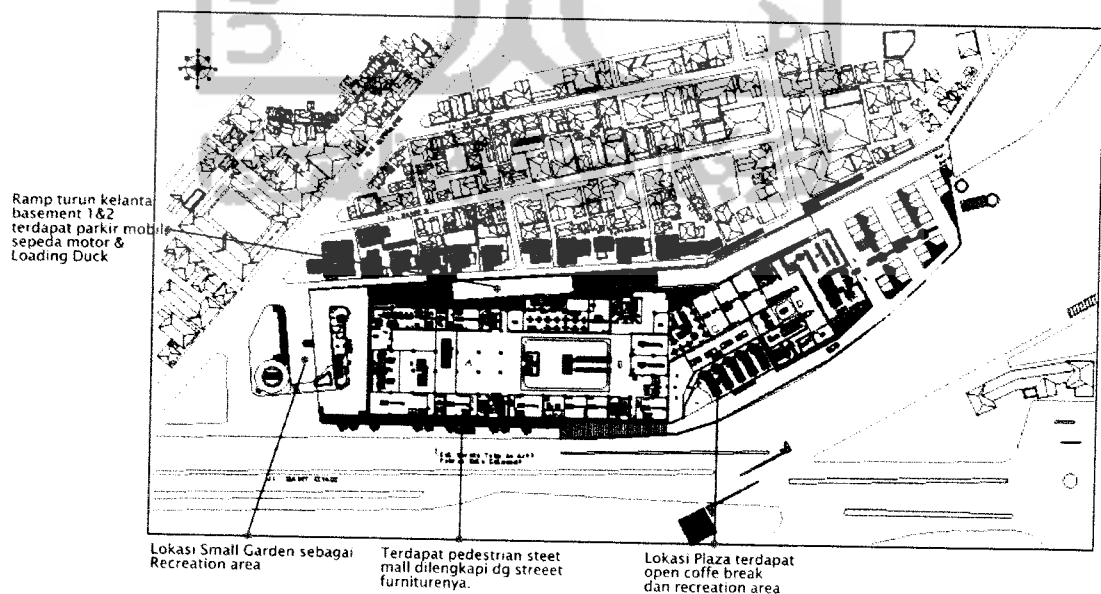 Ramp turun kelanta
basement 1&2
terdapat parkir mobil
sepeda motor &
Loading Duck
Lokasi Small Garden sebagai
Recreation area
Terdapat pedestrian steet
mall dilengkapi dg streeet
furniturenya.
Lokasi Plaza terdapat
open coffe break
dan recreation area